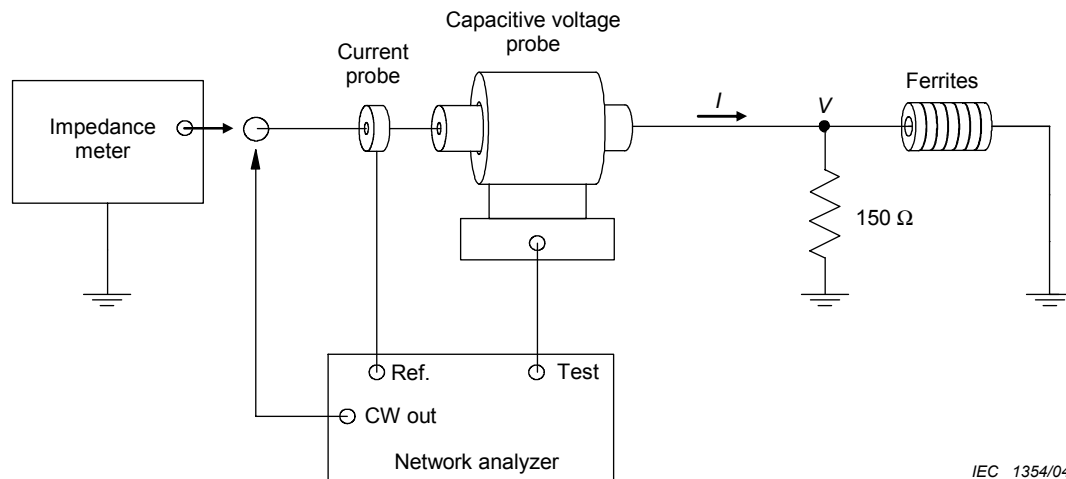 Capacitive voltage
probe
Current
probe
Impedance
meter
I
V
Ferrites
150 Ω
Ref.
Test
CW out
Network analyzer
IEC 1354/04